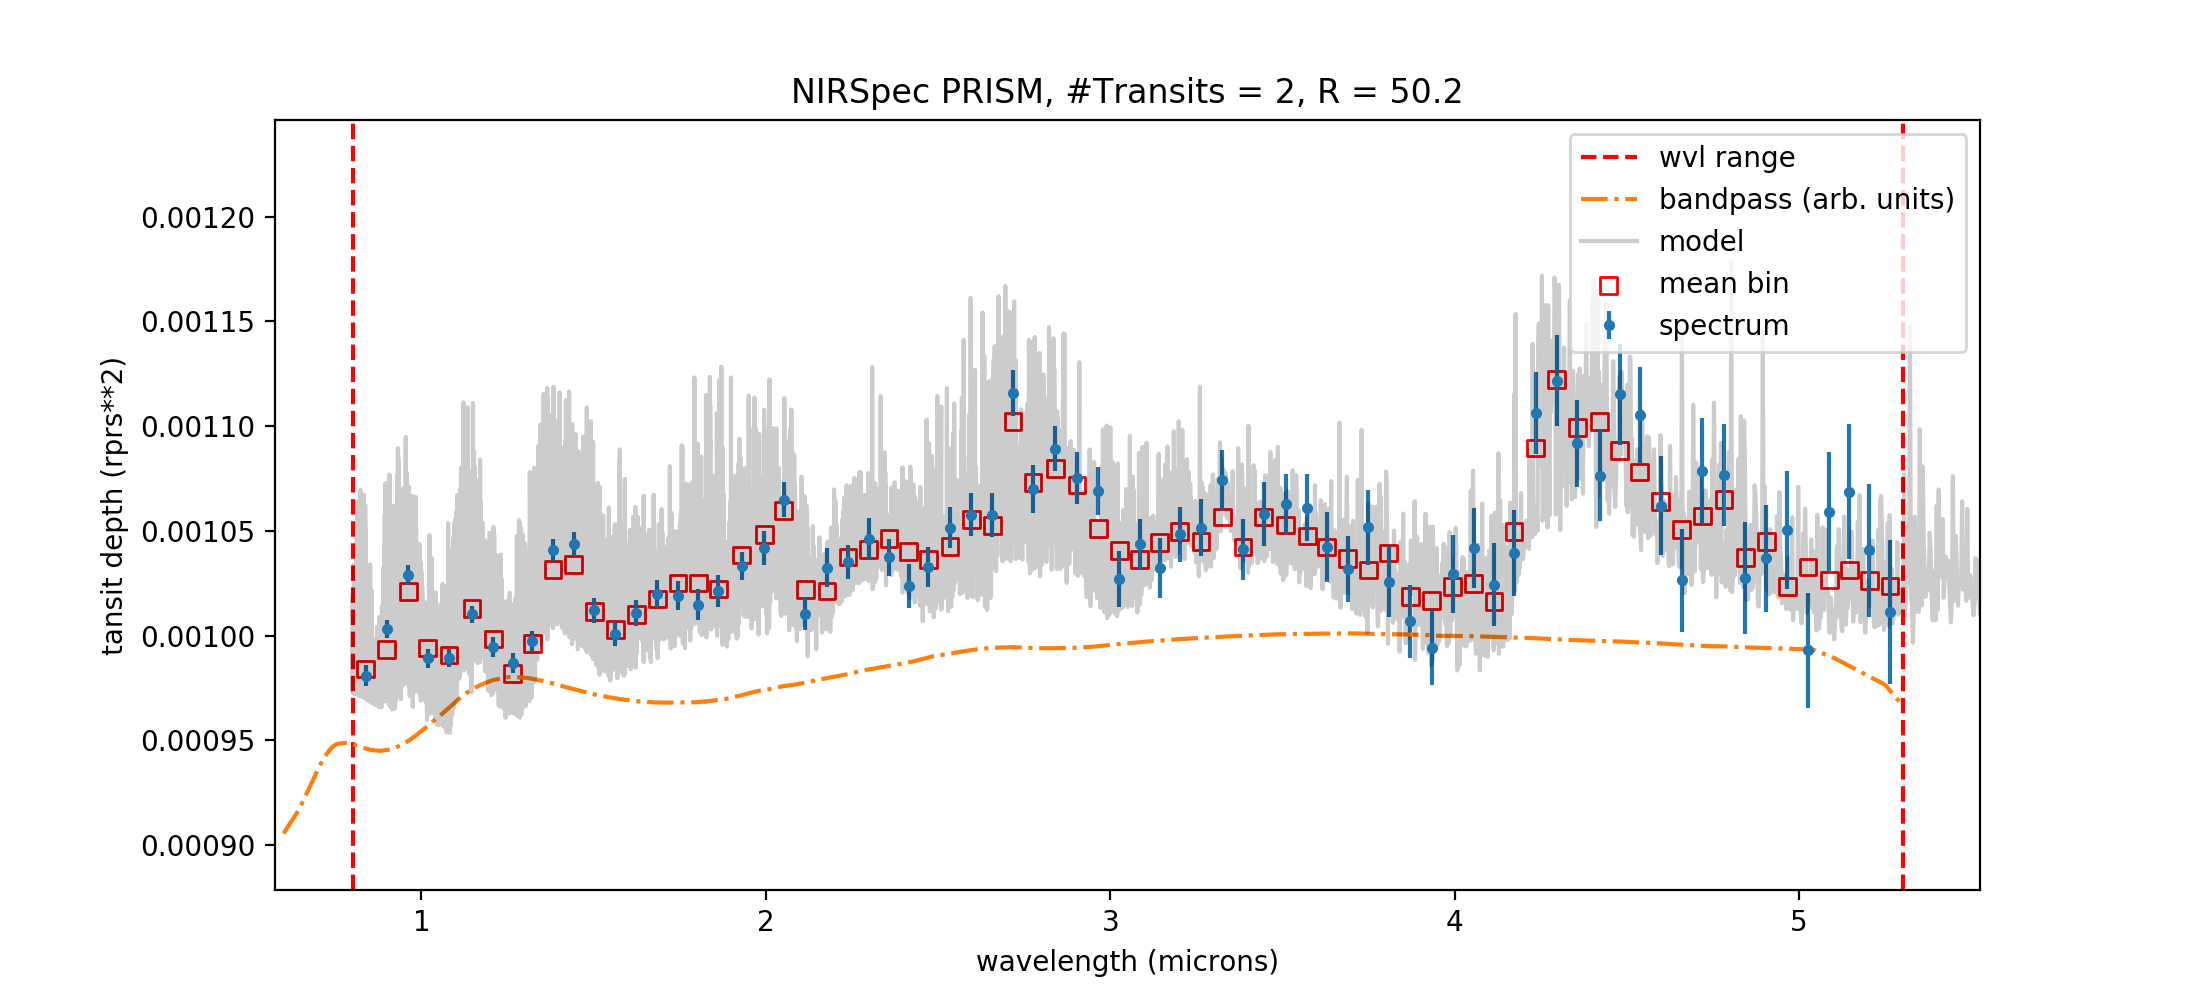 NIRSpec PRISM, #Transits = 2, R = 50.2
wvl range
bandpass (arb. units)
model
mean bin
spectrum
tansit depth (rprs**2)
0.00120
0.00115
0.00110
0.00105
0.00100
0.00095
0.00090
1 2 3 4 5
wavelength (microns)